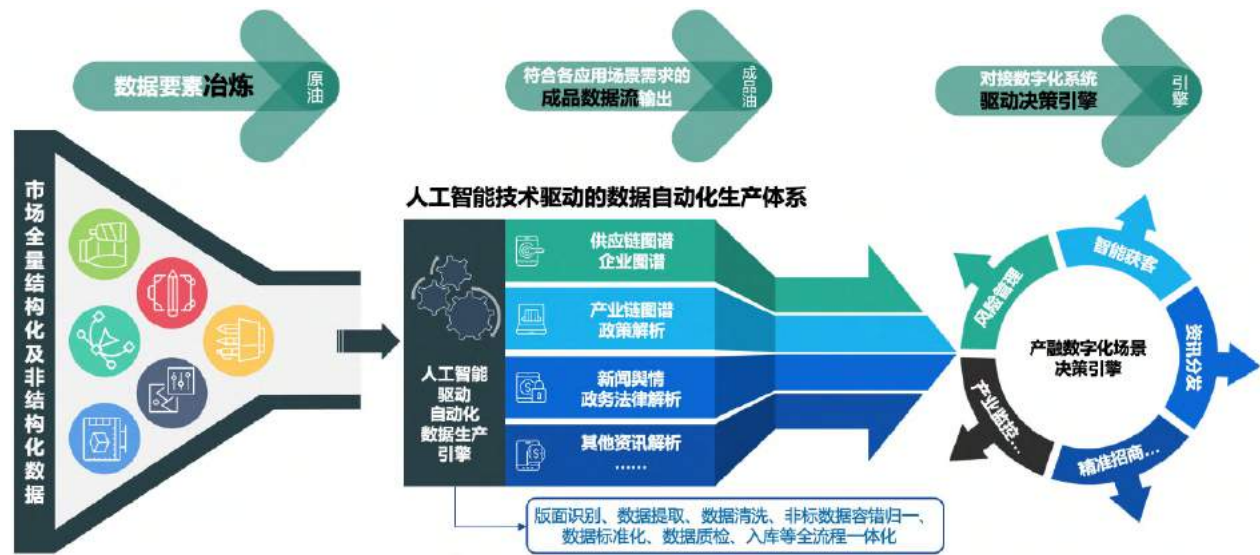 数据要素冶炼
原油
符合各应用场景需求的
成品数据流输出
成品油
对接数字化系统
驱动决策引擎
引擎
市场全量结构化及非结构化数据
人工智能技术驱动的数据自动化生产体系
人工智能
驱动
自动化
数据生产
引擎
供应链图谱
企业图谱
产业链图谱
政策解析
新闻舆情
政务法律解析
其他资讯解析
······
版面识别、数据提取、数据清洗、非标数据容错归一、
数据标准化、数据质检、入库等全流程一体化
风险管理
智能获客
资讯分发
精准招商...
产业监控...
产融数字化场景
决策引擎